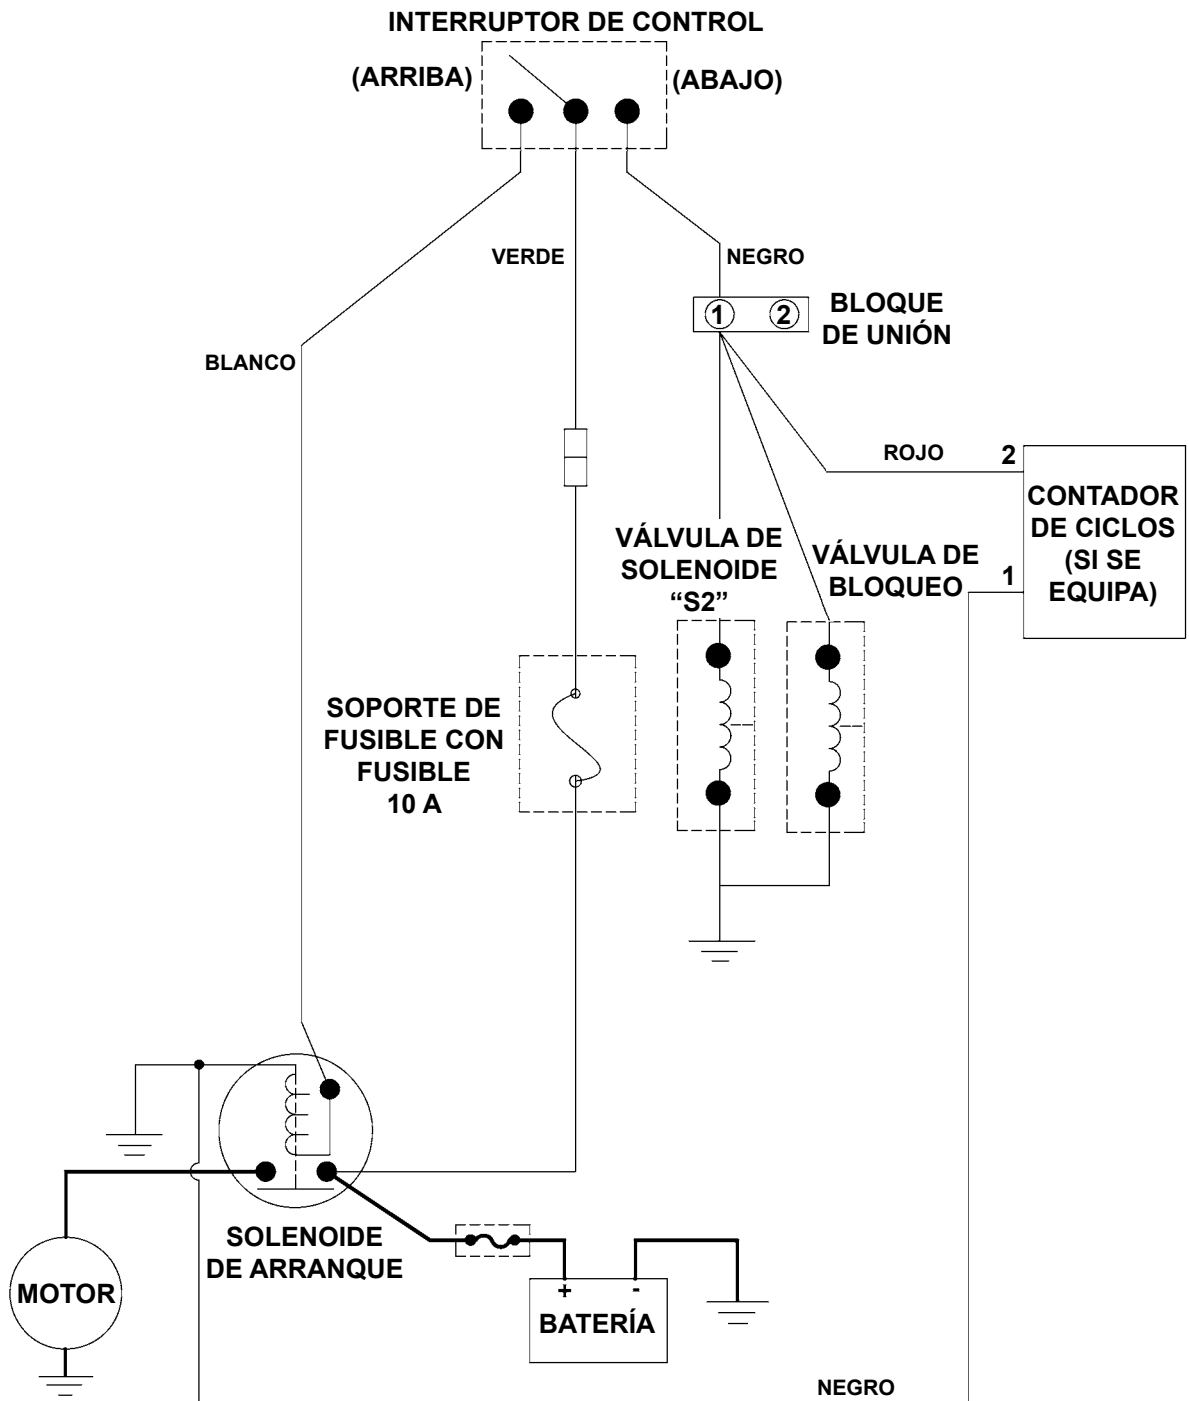 INTERRUPTOR DE CONTROL
(ARRIBA)
(ABAJO)
VERDE
NEGRO
1
2
BLOQUE
DE UNIÓN
BLANCO
ROJO
2
CONTADOR
DE CICLOS
(SI SE
EQUIPA)
1
VÁLVULA DE
SOLENOIDE
“S2”
VÁLVULA DE
BLOQUEO
SOPORTE DE
FUSIBLE CON
FUSIBLE
10 A
SOLENOIDE
DE ARRANQUE
MOTOR
+ -
BATERÍA
NEGRO